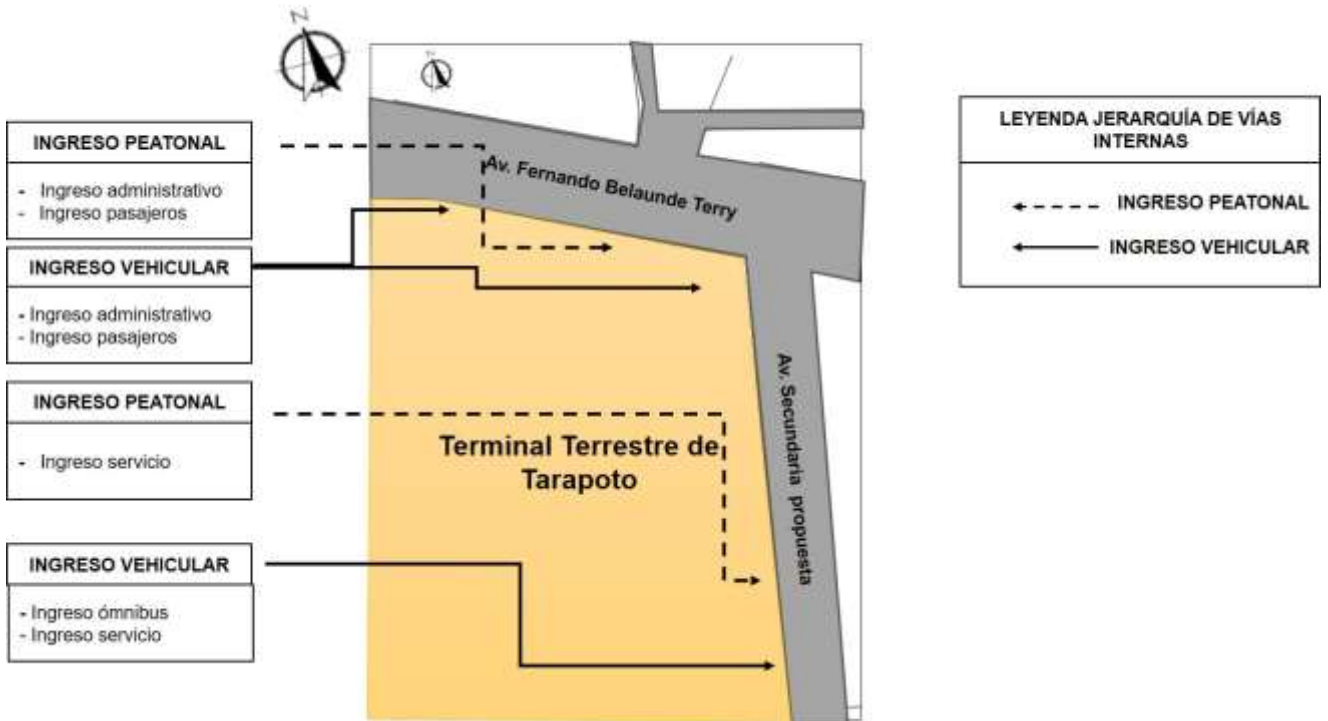 Z
Z
INGRESO PEATONAL
- Ingreso administrativo
- Ingreso pasajeros
INGRESO VEHICULAR
- Ingreso administrativo
- Ingreso pasajeros
INGRESO PEATONAL
- Ingreso servicio
INGRESO VEHICULAR
- Ingreso ómnibus
- Ingreso servicio
Av. Fernando Belaunde Terry
Av. Secundaria propuesta
Terminal Terrestre de
Tarapoto
LEYENDA JERARQUÍA DE VÍAS
INTERNAS
INGRESO PEATONAL
INGRESO VEHICULAR